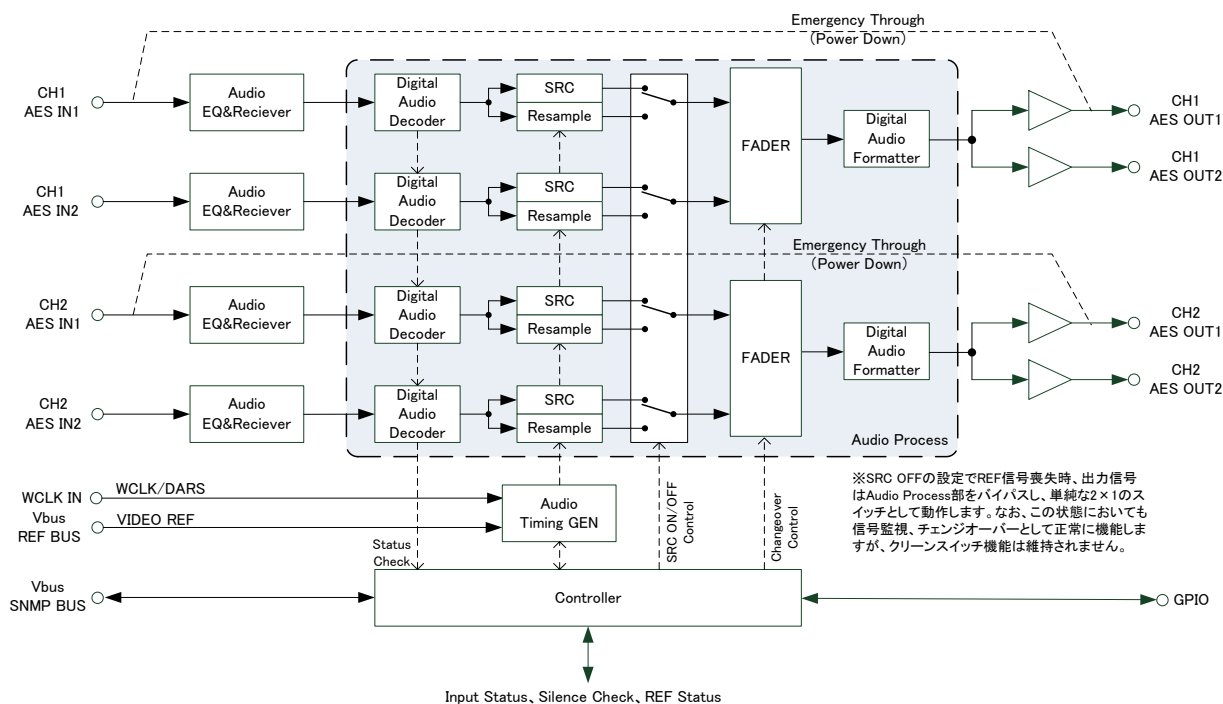 Emergency Through
(Power Down)
CH1
AES IN1
Audio
EQ&Reciever
Digital
Audio
Decoder
SRC
Resample
FADER
Digital
Audio
Formatter
CH1
AES OUT1
CH1
AES OUT2
CH1
AES IN2
Audio
EQ&Reciever
Digital
Audio
Decoder
SRC
Resample
Emergency Through
(Power Down)
CH2
AES IN1
Audio
EQ&Reciever
Digital
Audio
Decoder
SRC
Resample
FADER
Digital
Audio
Formatter
CH2
AES OUT1
CH2
AES OUT2
CH2
AES IN2
Audio
EQ&Reciever
Digital
Audio
Decoder
SRC
Resample
Audio Process
WCLK IN
WCLK/DARS
Vbus
REF BUS
VIDEO REF
Audio
Timing GEN
Status
Check
SRC ON/OFF
Control
Changeover
Control
※SRC OFFの設定でREF信号喪失時、出力信号
はAudio Process部をバイパスし、単純な2×1のス
イッチとして動作します。なお、この状態においても
信号監視、チェンジオーバーとして正常に機能しま
すが、クリーンスイッチ機能は維持されません。
Vbus
SNMP BUS
Controller
GPIO
Input Status、Silence Check、REF Status